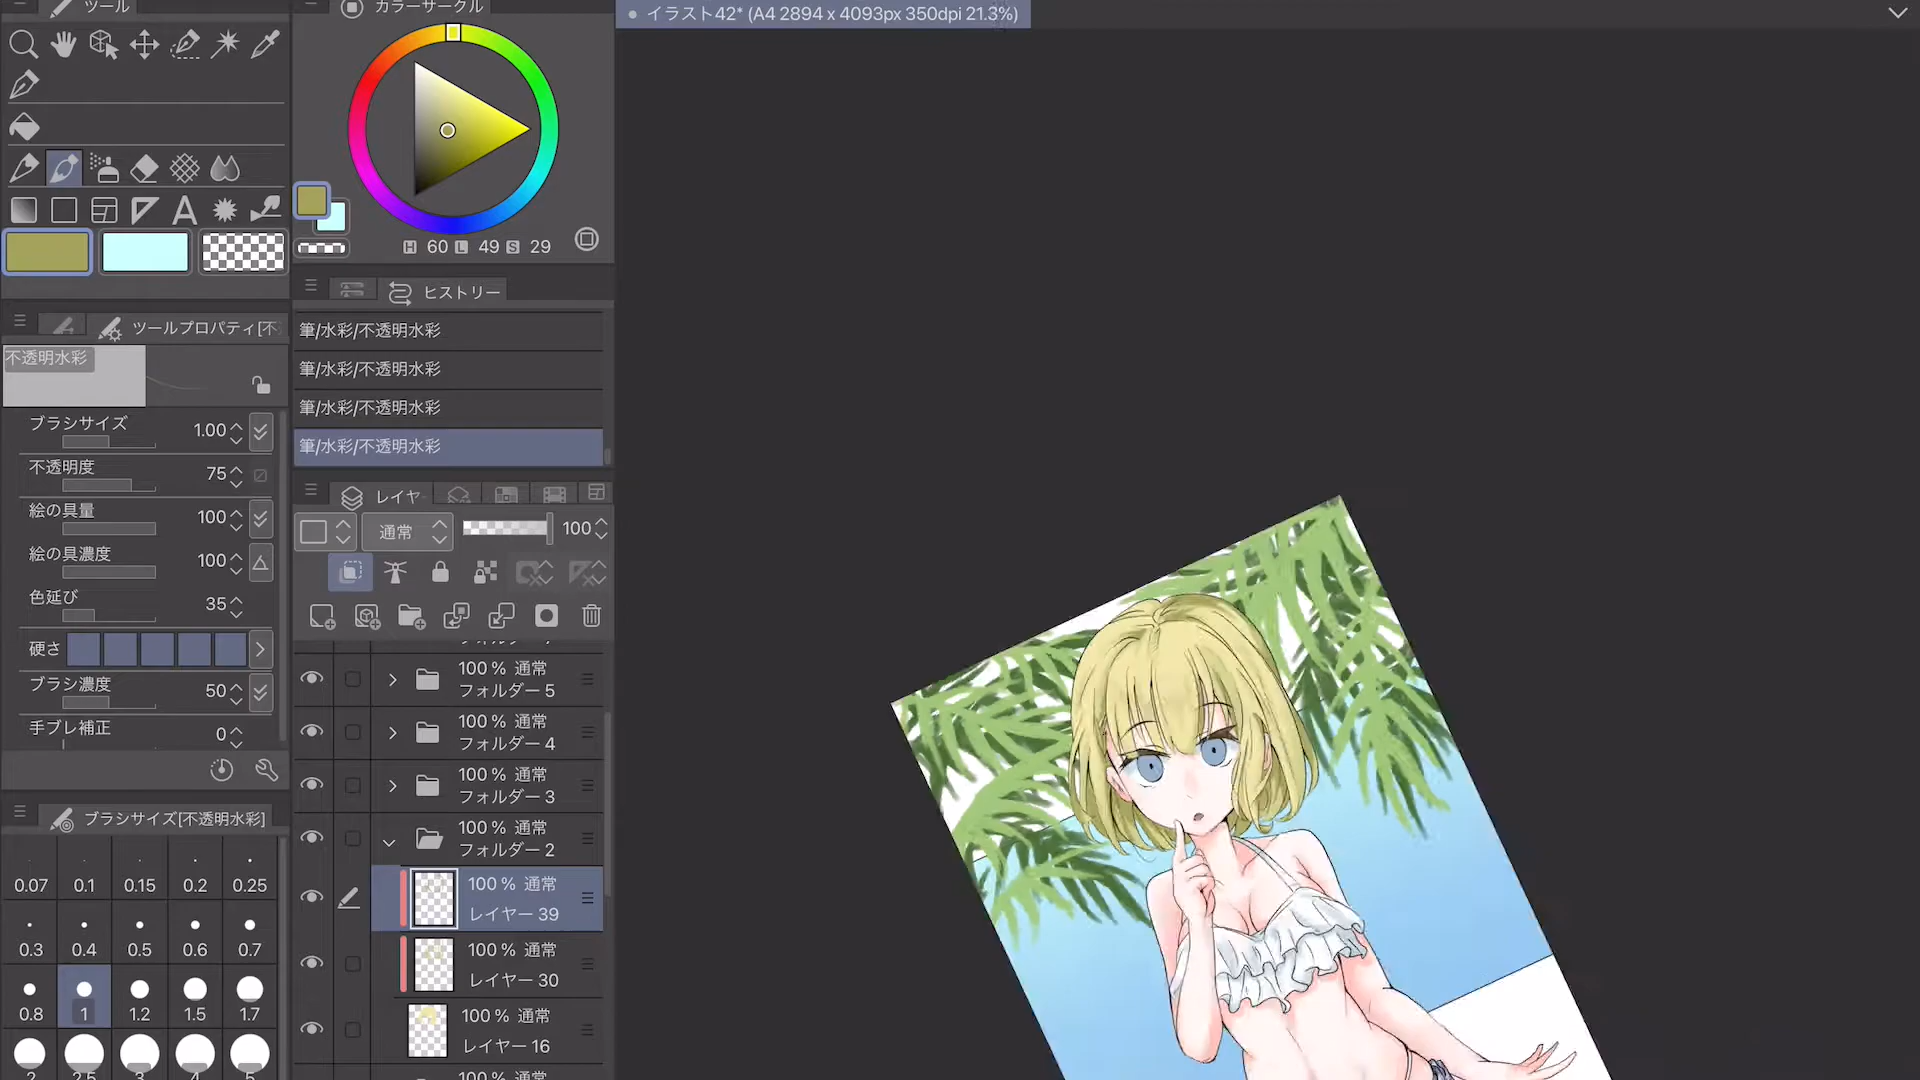 ツール
カラーサークル
イラスト42* (A4 2894 x 4093px 350dpi 21.3%)
H 60 L 49 S 29
ヒストリー
筆/水彩/不透明水彩
筆/水彩/不透明水彩
筆/水彩/不透明水彩
筆/水彩/不透明水彩
ツールプロパティ[不
不透明水彩
ブラシサイズ 1.00
不透明度 75
絵の具量 100
絵の具濃度 100
色延び 35
硬さ
ブラシ濃度 50
手ブレ補正 0
ブラシサイズ[不透明水彩]
0.07 0.1 0.15 0.2 0.25
0.3 0.4 0.5 0.6 0.7
0.8 1 1.2 1.5 1.7
レイヤ
通常 100
100 % 通常
フォルダー 5
100 % 通常
フォルダー 4
100 % 通常
フォルダー 3
100 % 通常
フォルダー 2
100 % 通常
レイヤー 39
100 % 通常
レイヤー 30
100 % 通常
レイヤー 16
100 % 通常